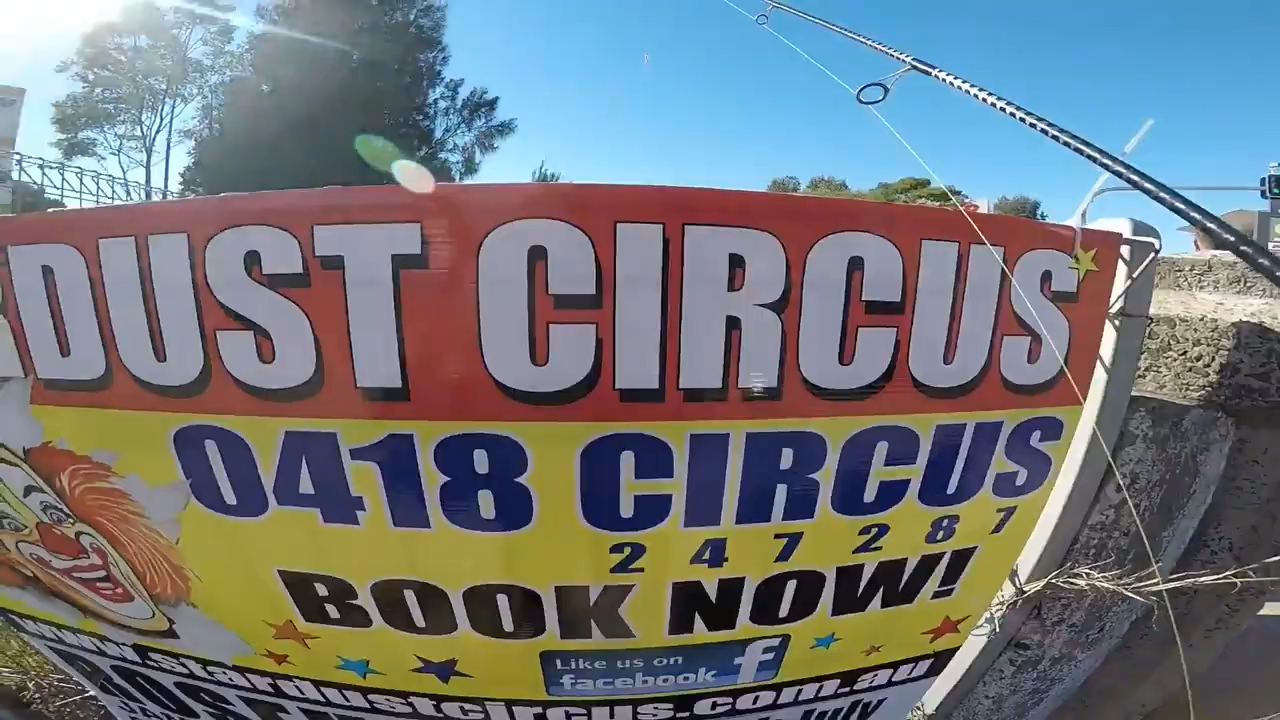 DUST CIRCUS
0418 CIRCUS
2 4 7 2 8 7
BOOK NOW!
Like us on
facebook f
www.stardustcircus.com.au
July